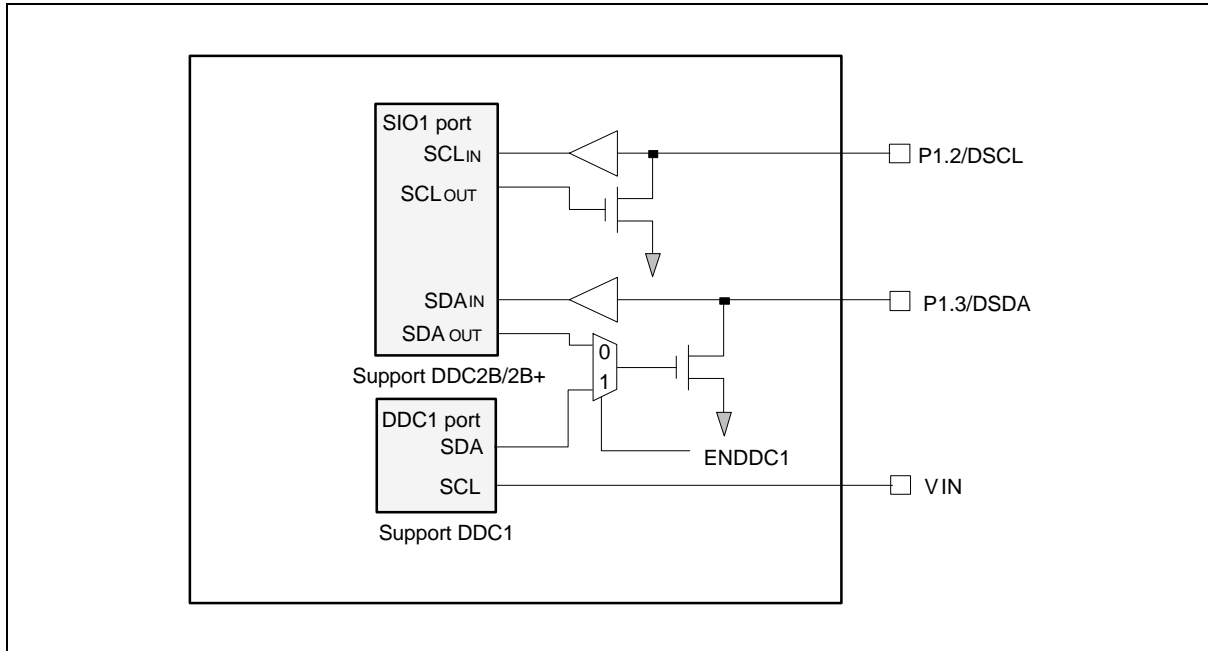 SIO1 port
SCLIN
P1.2/DSCL
SCLOUT
SDAIN
P1.3/DSDA
SDA OUT
0
1
Support DDC2B/2B+
DDC1 port
SDA
ENDDC1
SCL
VIN
Support DDC1